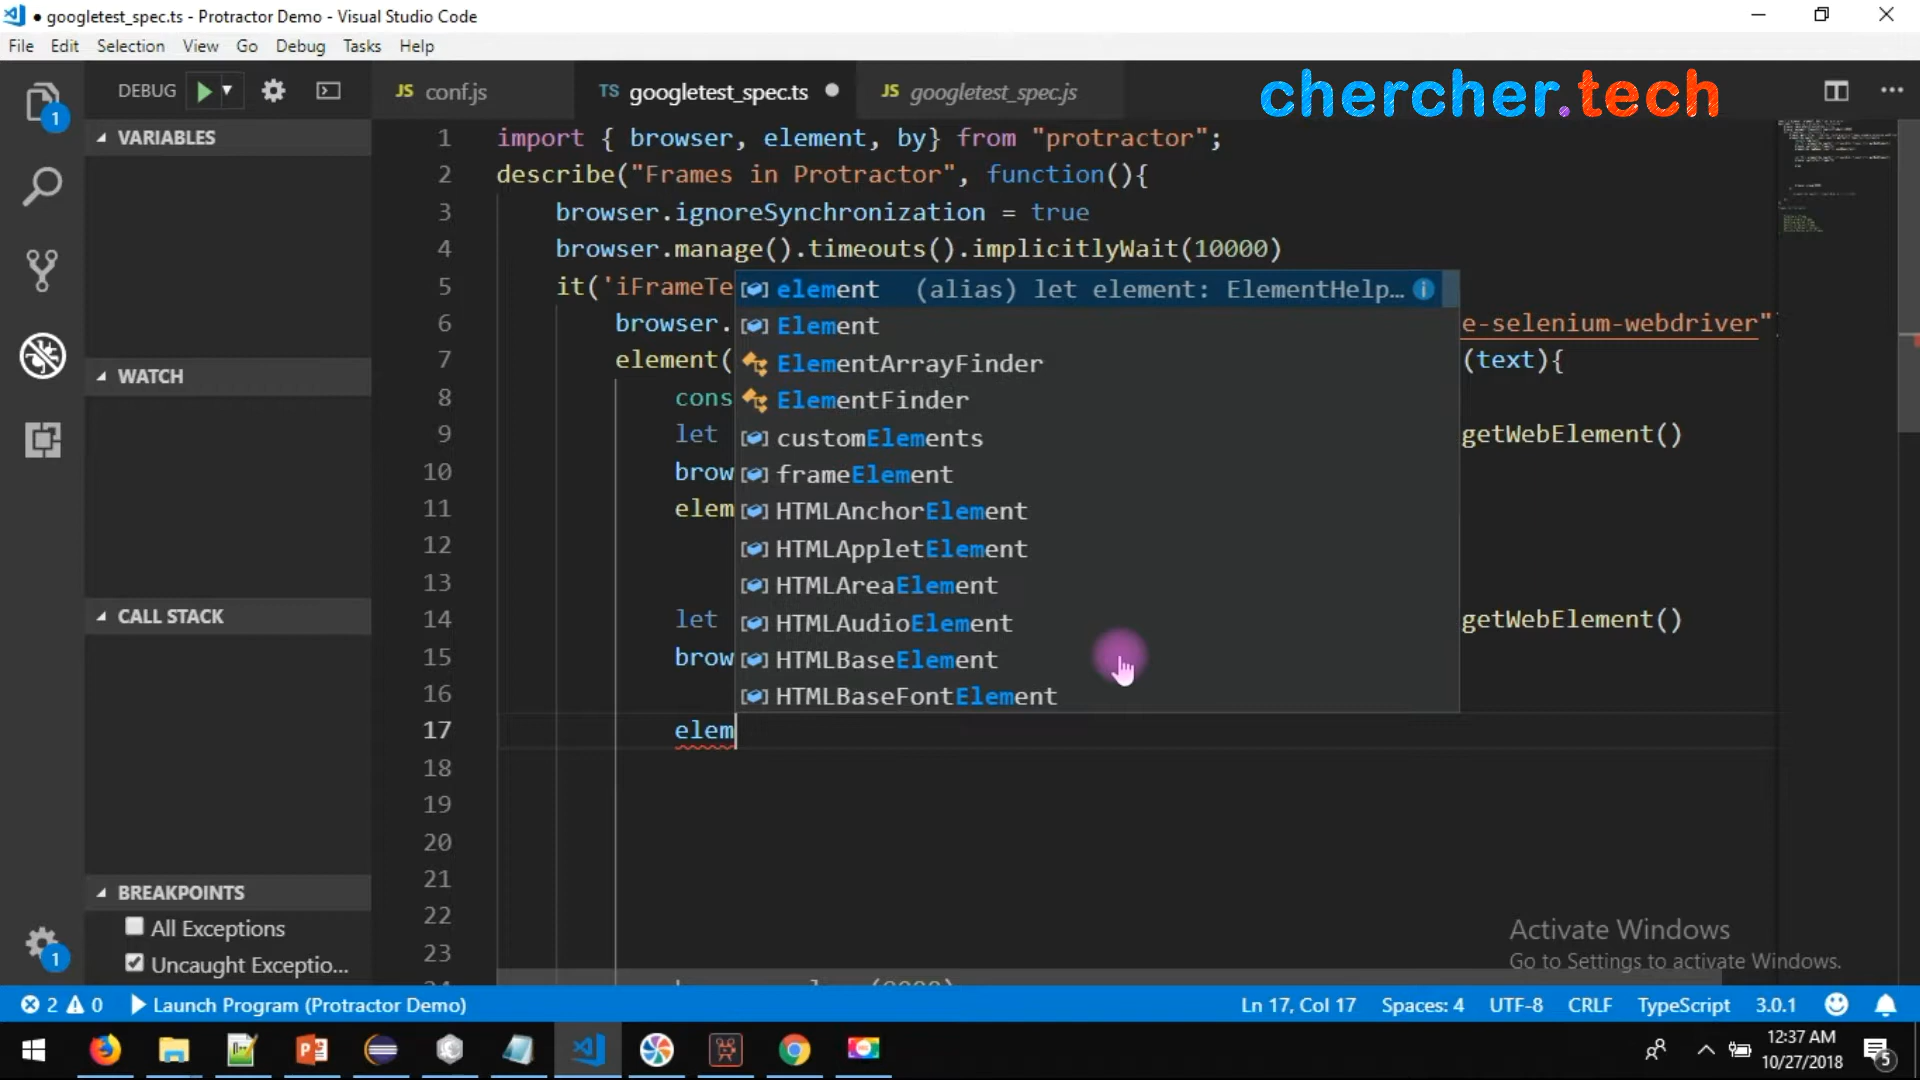 googletest_spec.ts - Protractor Demo - Visual Studio Code
File Edit Selection View Go Debug Tasks Help
DEBUG
JS conf.js
TS googletest_spec.ts
JS googletest_spec.js
chercher.tech
VARIABLES
WATCH
CALL STACK
BREAKPOINTS
All Exceptions
Uncaught Exceptio...
1
1
1 import { browser, element, by} from "protractor";
2 describe("Frames in Protractor", function(){
3 browser.ignoreSynchronization = true
4 browser.manage().timeouts().implicitlyWait(10000)
5 it('iFrameTe
6 browser. e-selenium-webdriver"
7 element( (text){
8 cons
9 let getWebElement()
10 brow
11 elem
12
13
14 let getWebElement()
15 brow
16
17 elem
18
19
20
21
22
23
element (alias) let element: ElementHelp...
Element
ElementArrayFinder
ElementFinder
customElements
frameElement
HTMLAnchorElement
HTMLAppletElement
HTMLAreaElement
HTMLAudioElement
HTMLBaseElement
HTMLBaseFontElement
Activate Windows
Go to Settings to activate Windows.
2 0 Launch Program (Protractor Demo)
Ln 17, Col 17 Spaces: 4 UTF-8 CRLF TypeScript 3.0.1
12:37 AM
10/27/2018
5